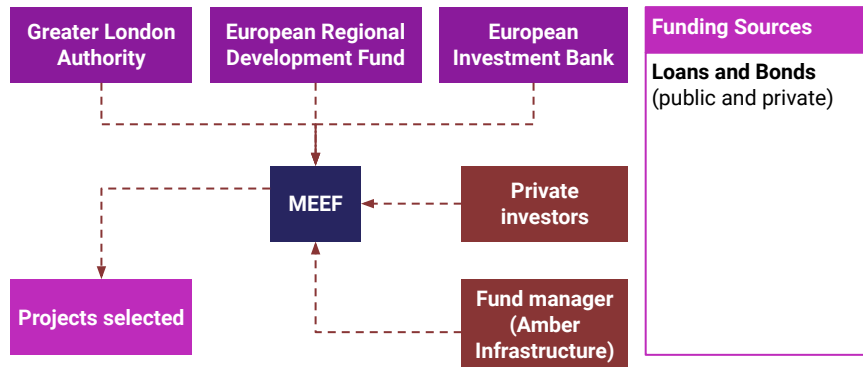 Greater London
Authority
European Regional
Development Fund
European
Investment Bank
Funding Sources
Loans and Bonds
(public and private)
MEEF
Private
investors
Projects selected
Fund manager
(Amber
Infrastructure)